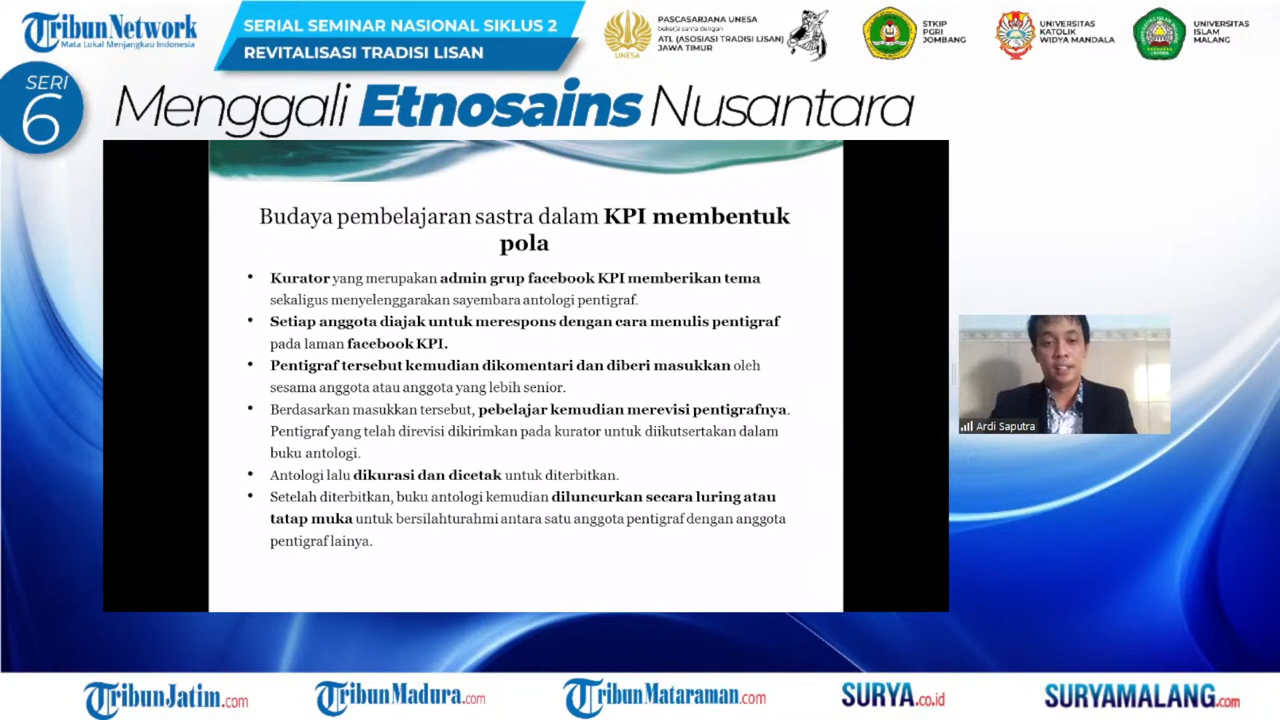 Tribun Network
Mata Lokal Menjangkau Indonesia
SERIAL SEMINAR NASIONAL SIKLUS 2
REVITALISASI TRADISI LISAN
UNESA
PASCASARJANA UNESA
bekerja sama dengan
ATL (ASOSIASI TRADISI LISAN)
JAWA TIMUR
STKIP
PGRI
JOMBANG
UNIVERSITAS
KATOLIK
WIDYA MANDALA
UNIVERSITAS
ISLAM
MALANG
SERI
6
Menggali Etnosains Nusantara
Budaya pembelajaran sastra dalam KPI membentuk
pola
• Kurator yang merupakan admin grup facebook KPI memberikan tema
sekaligus menyelenggarakan sayembara antologi pentigraf.
• Setiap anggota diajak untuk merespons dengan cara menulis pentigraf
pada laman facebook KPI.
• Pentigraf tersebut kemudian dikomentari dan diberi masukkan oleh
sesama anggota atau anggota yang lebih senior.
• Berdasarkan masukkan tersebut, pebelajar kemudian merevisi pentigrafnya.
Pentigraf yang telah direvisi dikirimkan pada kurator untuk diikutsertakan dalam
buku antologi.
• Antologi lalu dikurasi dan dicetak untuk diterbitkan.
• Setelah diterbitkan, buku antologi kemudian diluncurkan secara luring atau
tatap muka untuk bersilahturahmi antara satu anggota pentigraf dengan anggota
pentigraf lainya.
Ardi Saputra
TribunJatim.com
TribunMadura.com
TribunMataraman.com
SURYA.co.id
SURYAMALANG.com